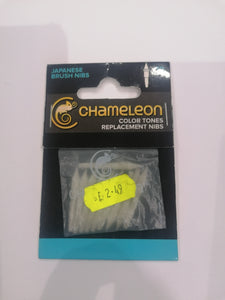 JAPANESE
BRUSH NIBS
CHAMELEON
COLOR TONES
REPLACEMENT NIBS
£2-49